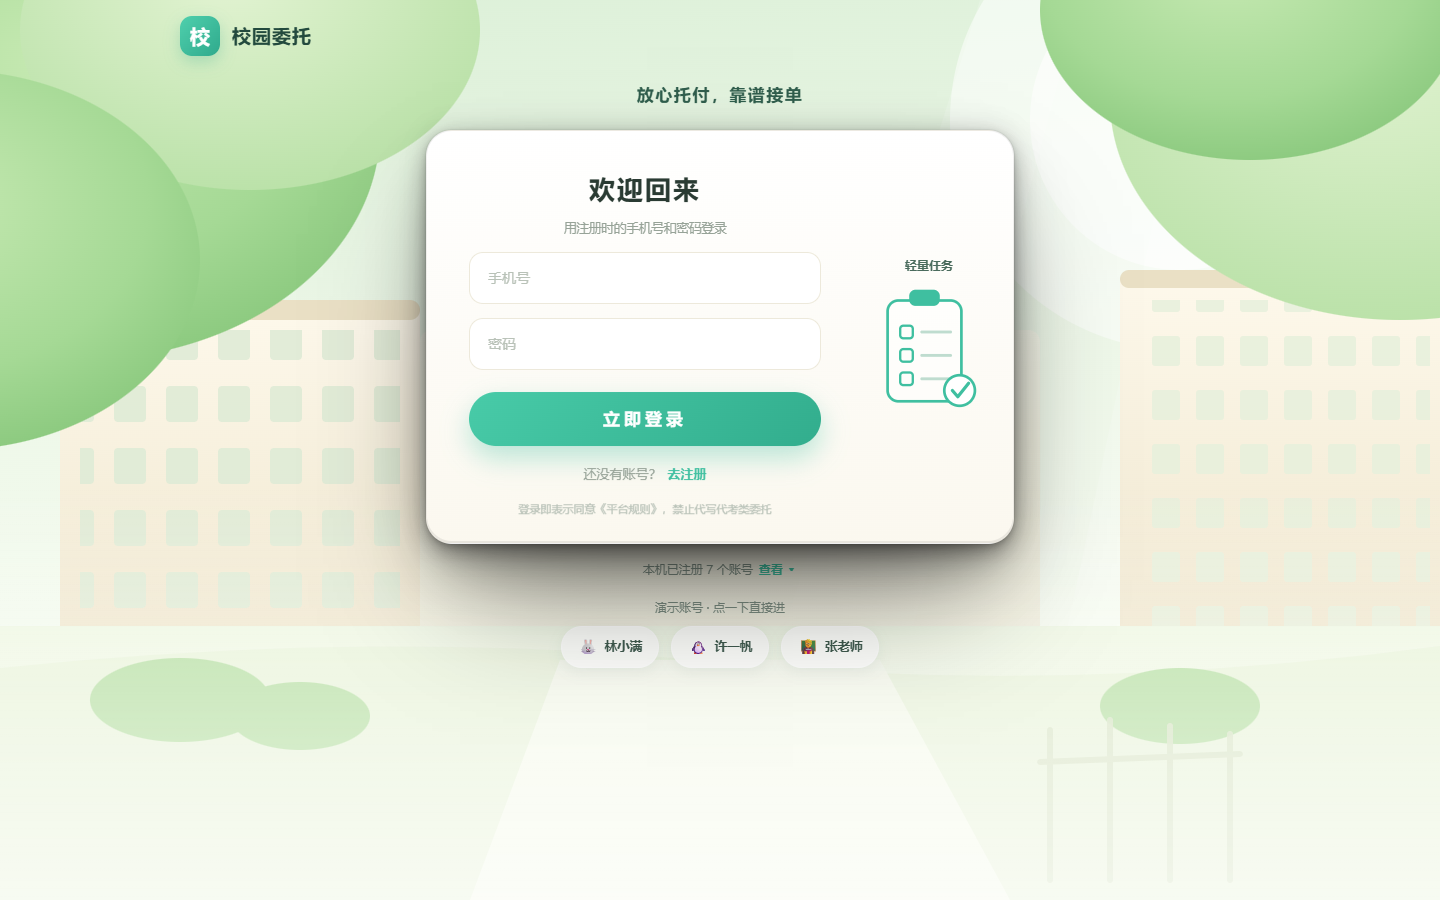 校 校园委托
放心托付，靠谱接单
欢迎回来
用注册时的手机号和密码登录
手机号
密码
立即登录
还没有账号？ 去注册
登录即表示同意《平台规则》，禁止代写代考类委托
轻量任务
本机已注册 7 个账号 查看
演示账号 · 点一下直接进
林小满 许一帆 张老师